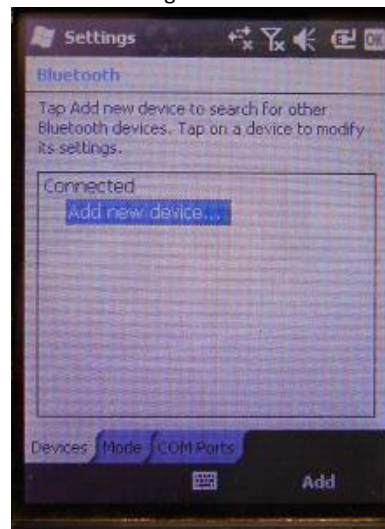 Settings
OK
Bluetooth
Tap Add new device to search for other
Bluetooth devices. Tap on a device to modify
its settings.
Connected
Add new device...
Devices Mode COM Ports
Add